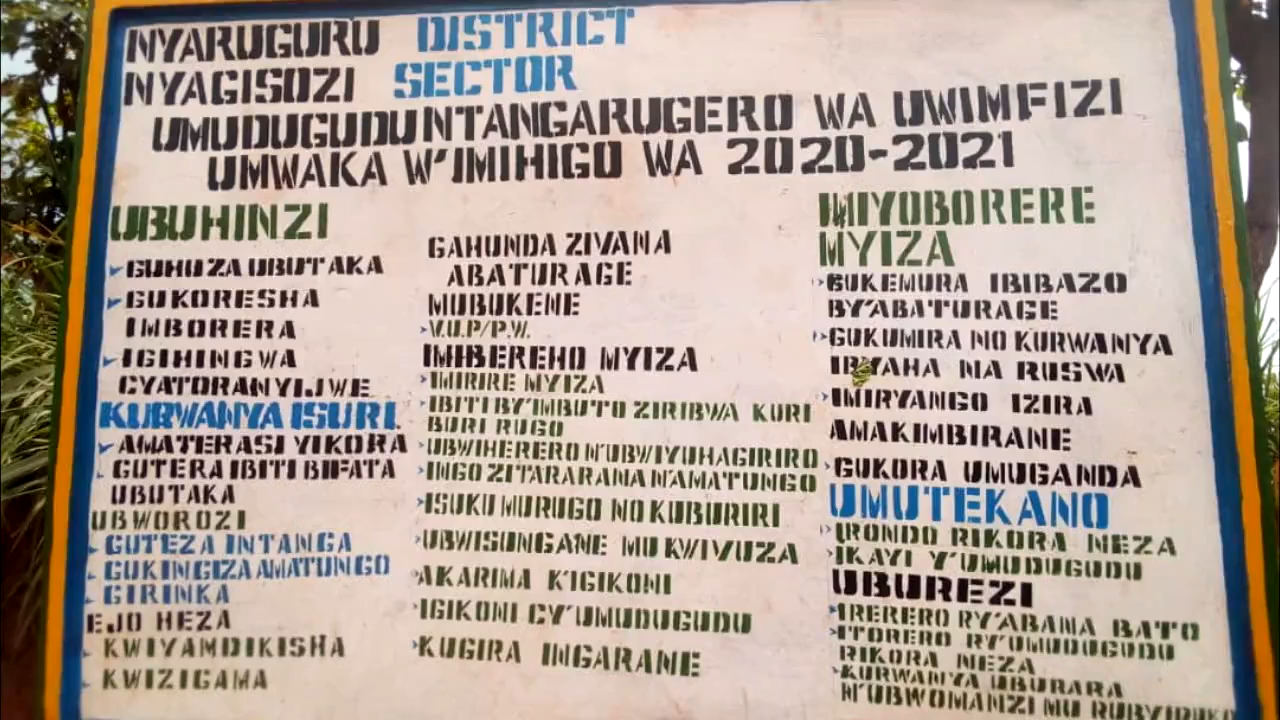 NYARUGURU DISTRICT
NYAGISOZI SECTOR
UMUDUGUDU NTANGARUGERO WA UWIMFIZI
UMWAKA W'IMIHIGO WA 2020-2021
UBUHINZI
GUHUZA UBUTAKA
GUKORESHA
IMBORERA
IGIHINGWA
CYATORANYIJWE
KURWANYA ISURI
AMATERASI YIKORA
GUTERA IBITI BIFATA
UBUTAKA
UBWOROZI
GUTEZA INTANGA
GUKINGIZA AMATUNGO
GIRINKA
EJO HEZA
KWIYAMDIKISHA
KWIZIGAMA
GAHUNDA ZIVANA
ABATURAGE
MUBUKENE
V.U.P/P.W.
IMIBEREHO MYIZA
IMIRIRE MYIZA
IBITI BY'IMBUTO ZIRIBWA KURI
BURI RUGO
UBWIHERERO N'UBWIYUHAGIRIRO
INGO ZITARARANA N'AMATUNGO
ISUKU MURUGO NO KUBURIRI
UBWISUNGANE MU KWIVUZA
AKARIMA K'IGIKONI
IGIKONI CY'UMUDUGUDU
KUGIRA INGARANE
IMIYOBORERE
MYIZA
GUKEMURA IBIBAZO
BY'ABATURAGE
GUKUMIRA NO KURWANYA
IBYAHA NA RUSWA
IMIRYANGO IZIRA
AMAKIMBIRANE
GUKORA UMUGANDA
UMUTEKANO
IRONDO RIKORA NEZA
IKAYI Y'UMUDUGUDU
UBUREZI
IRERERO RY'ABANA BATO
ITORERO RY'UMUDUGUDU
RIKORA NEZA
KURWANYA UBURARA
N'UBWOMANZI MU